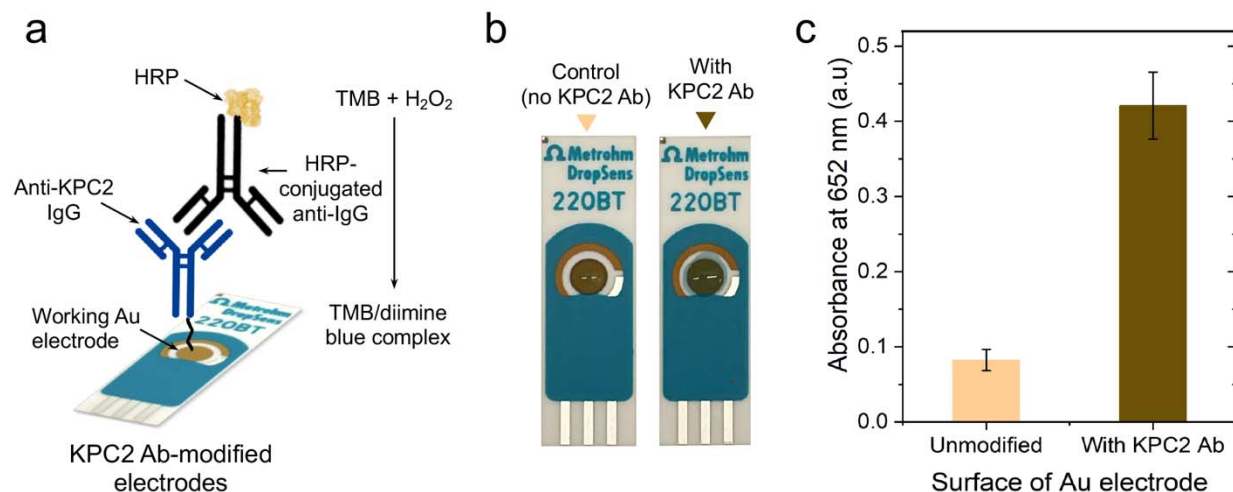 a
HRP
TMB + H₂O₂
HRP-
conjugated
anti-IgG
Anti-KPC2
IgG
Working Au
electrode
Ω Metrohm
DropSens
220BT
TMB/diimine
blue complex
KPC2 Ab-modified
electrodes
b
Control
(no KPC2 Ab)
With
KPC2 Ab
Ω Metrohm
DropSens
220BT
Ω Metrohm
DropSens
220BT
c
Absorbance at 652 nm (a.u)
0.5
0.4
0.3
0.2
0.1
0.0
Unmodified
With KPC2 Ab
Surface of Au electrode